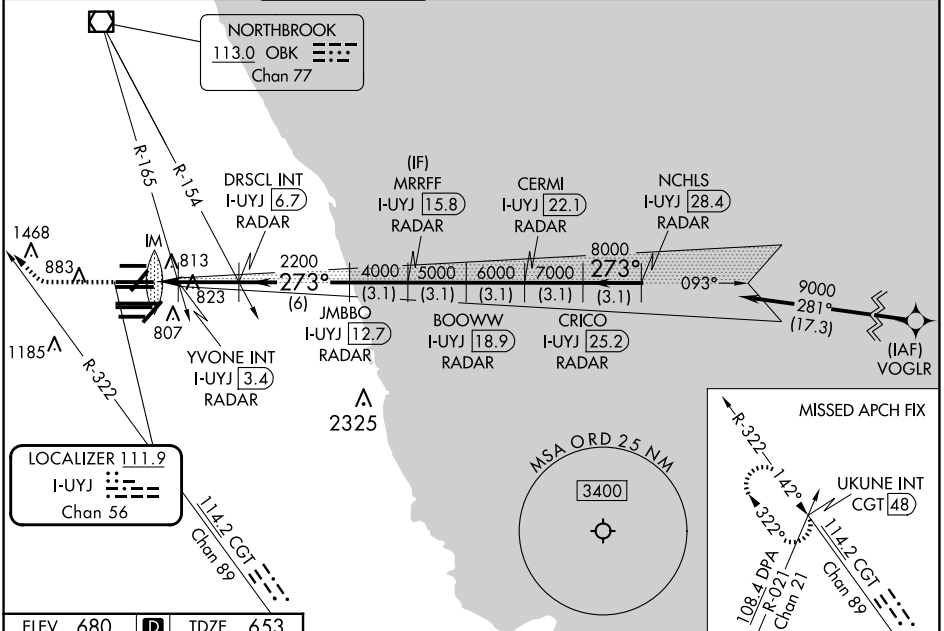 NORTHBROOK
113.0 OBK
Chan 77
R-165
R-154
DRSCL INT
I-UYJ 6.7
RADAR
(IF)
MRRFF
I-UYJ 15.8
RADAR
CERMI
I-UYJ 22.1
RADAR
NCHLS
I-UYJ 28.4
RADAR
1468
883
IM
813
823
807
1185
2200
273°
(6)
4000
(3.1)
5000
(3.1)
6000
(3.1)
7000
(3.1)
8000
273°
(3.1)
093°
9000
281°
(17.3)
(IAF)
VOGLR
JMBBO
I-UYJ 12.7
RADAR
BOOWW
I-UYJ 18.9
RADAR
CRICO
I-UYJ 25.2
RADAR
YVONE INT
I-UYJ 3.4
RADAR
R-322
2325
LOCALIZER 111.9
I-UYJ
Chan 56
114.2 CGT
Chan 89
MSA ORD 25 NM
3400
MISSED APCH FIX
R-322
142°
322°
UKUNE INT
CGT 48
108.4 DPA
R-021
Chan 21
114.2 CGT
Chan 89
ELEV 680 D TDZE 653